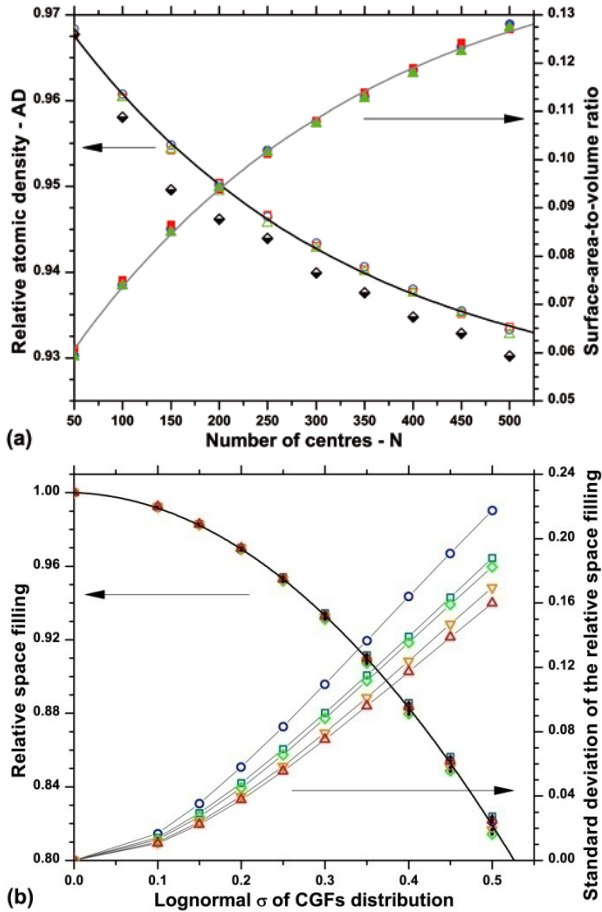 0.97
0.96
0.95
0.94
0.93
Relative atomic density - AD
0.13
0.12
0.11
0.10
0.09
0.08
0.07
0.06
0.05
Surface-area-to-volume ratio
50 100 150 200 250 300 350 400 450 500
Number of centres - N
(a)
1.00
0.96
0.92
0.88
0.84
0.80
Relative space filling
0.24
0.20
0.16
0.12
0.08
0.04
0.00
Standard deviation of the relative space filling
0.0 0.1 0.2 0.3 0.4 0.5
Lognormal σ of CGFs distribution
(b)